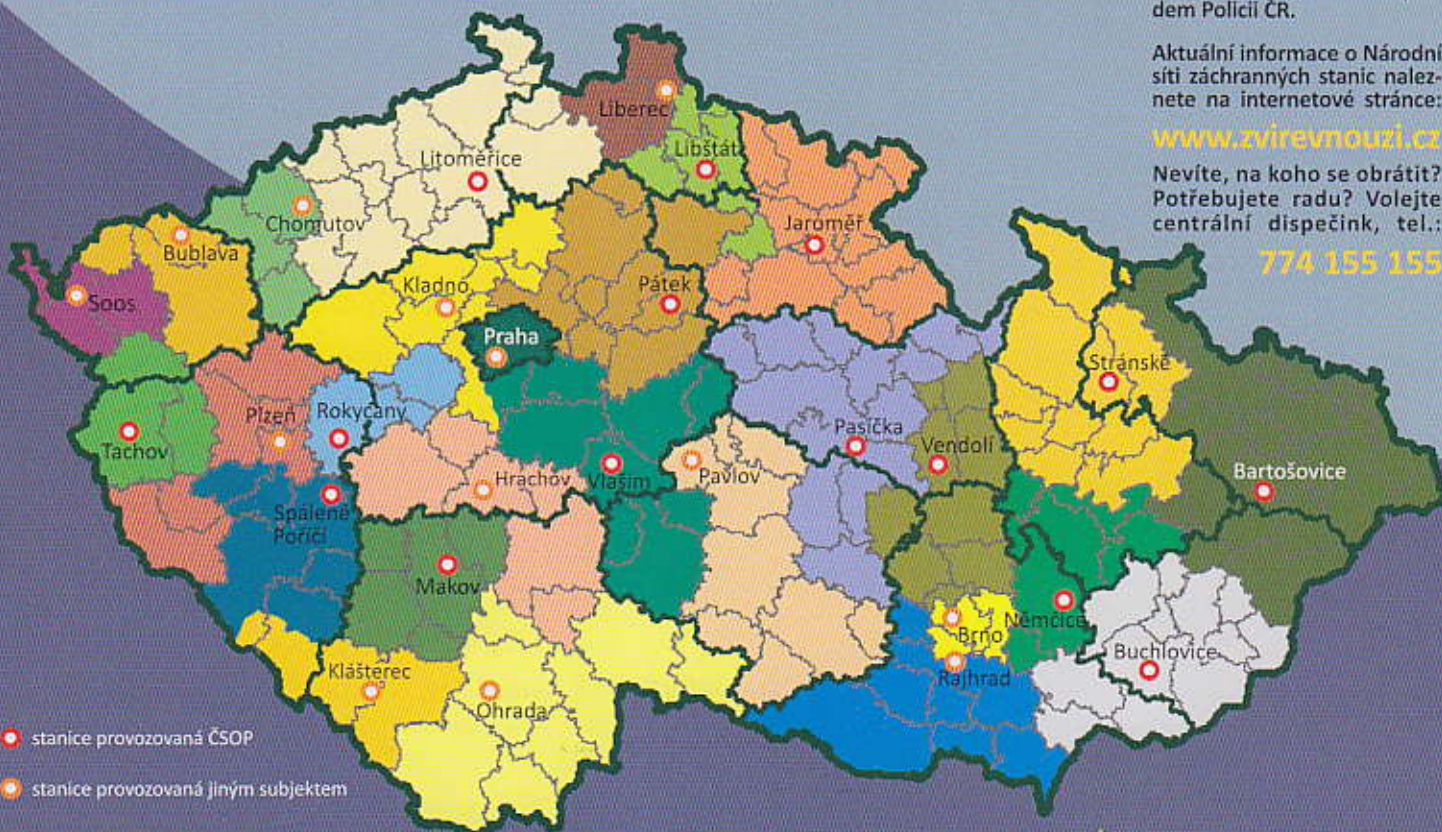 dem Policií ČR.
Aktuální informace o Národní
síti záchranných stanic nalez-
nete na internetové stránce:
www.zvirevnouzi.cz
Nevíte, na koho se obrátit?
Potřebujete radu? Volejte
centrální dispečink, tel.:
774 155 155
Liberec
Libštát
Litoměřice
Chomutov
Jaroměř
Bublava
Kladno
Pátek
Soos
Praha
Stránské
Plzeň
Rokycany
Pasíčka
Vendolí
Tachov
Hrachov
Vlašim
Pavlov
Bartošovice
Spálené
Poříčí
Makov
Němčice
Brno
Buchlovice
Klášterec
Rajhrad
Ohrada
stanice provozovaná ČSOP
stanice provozovaná jiným subjektem